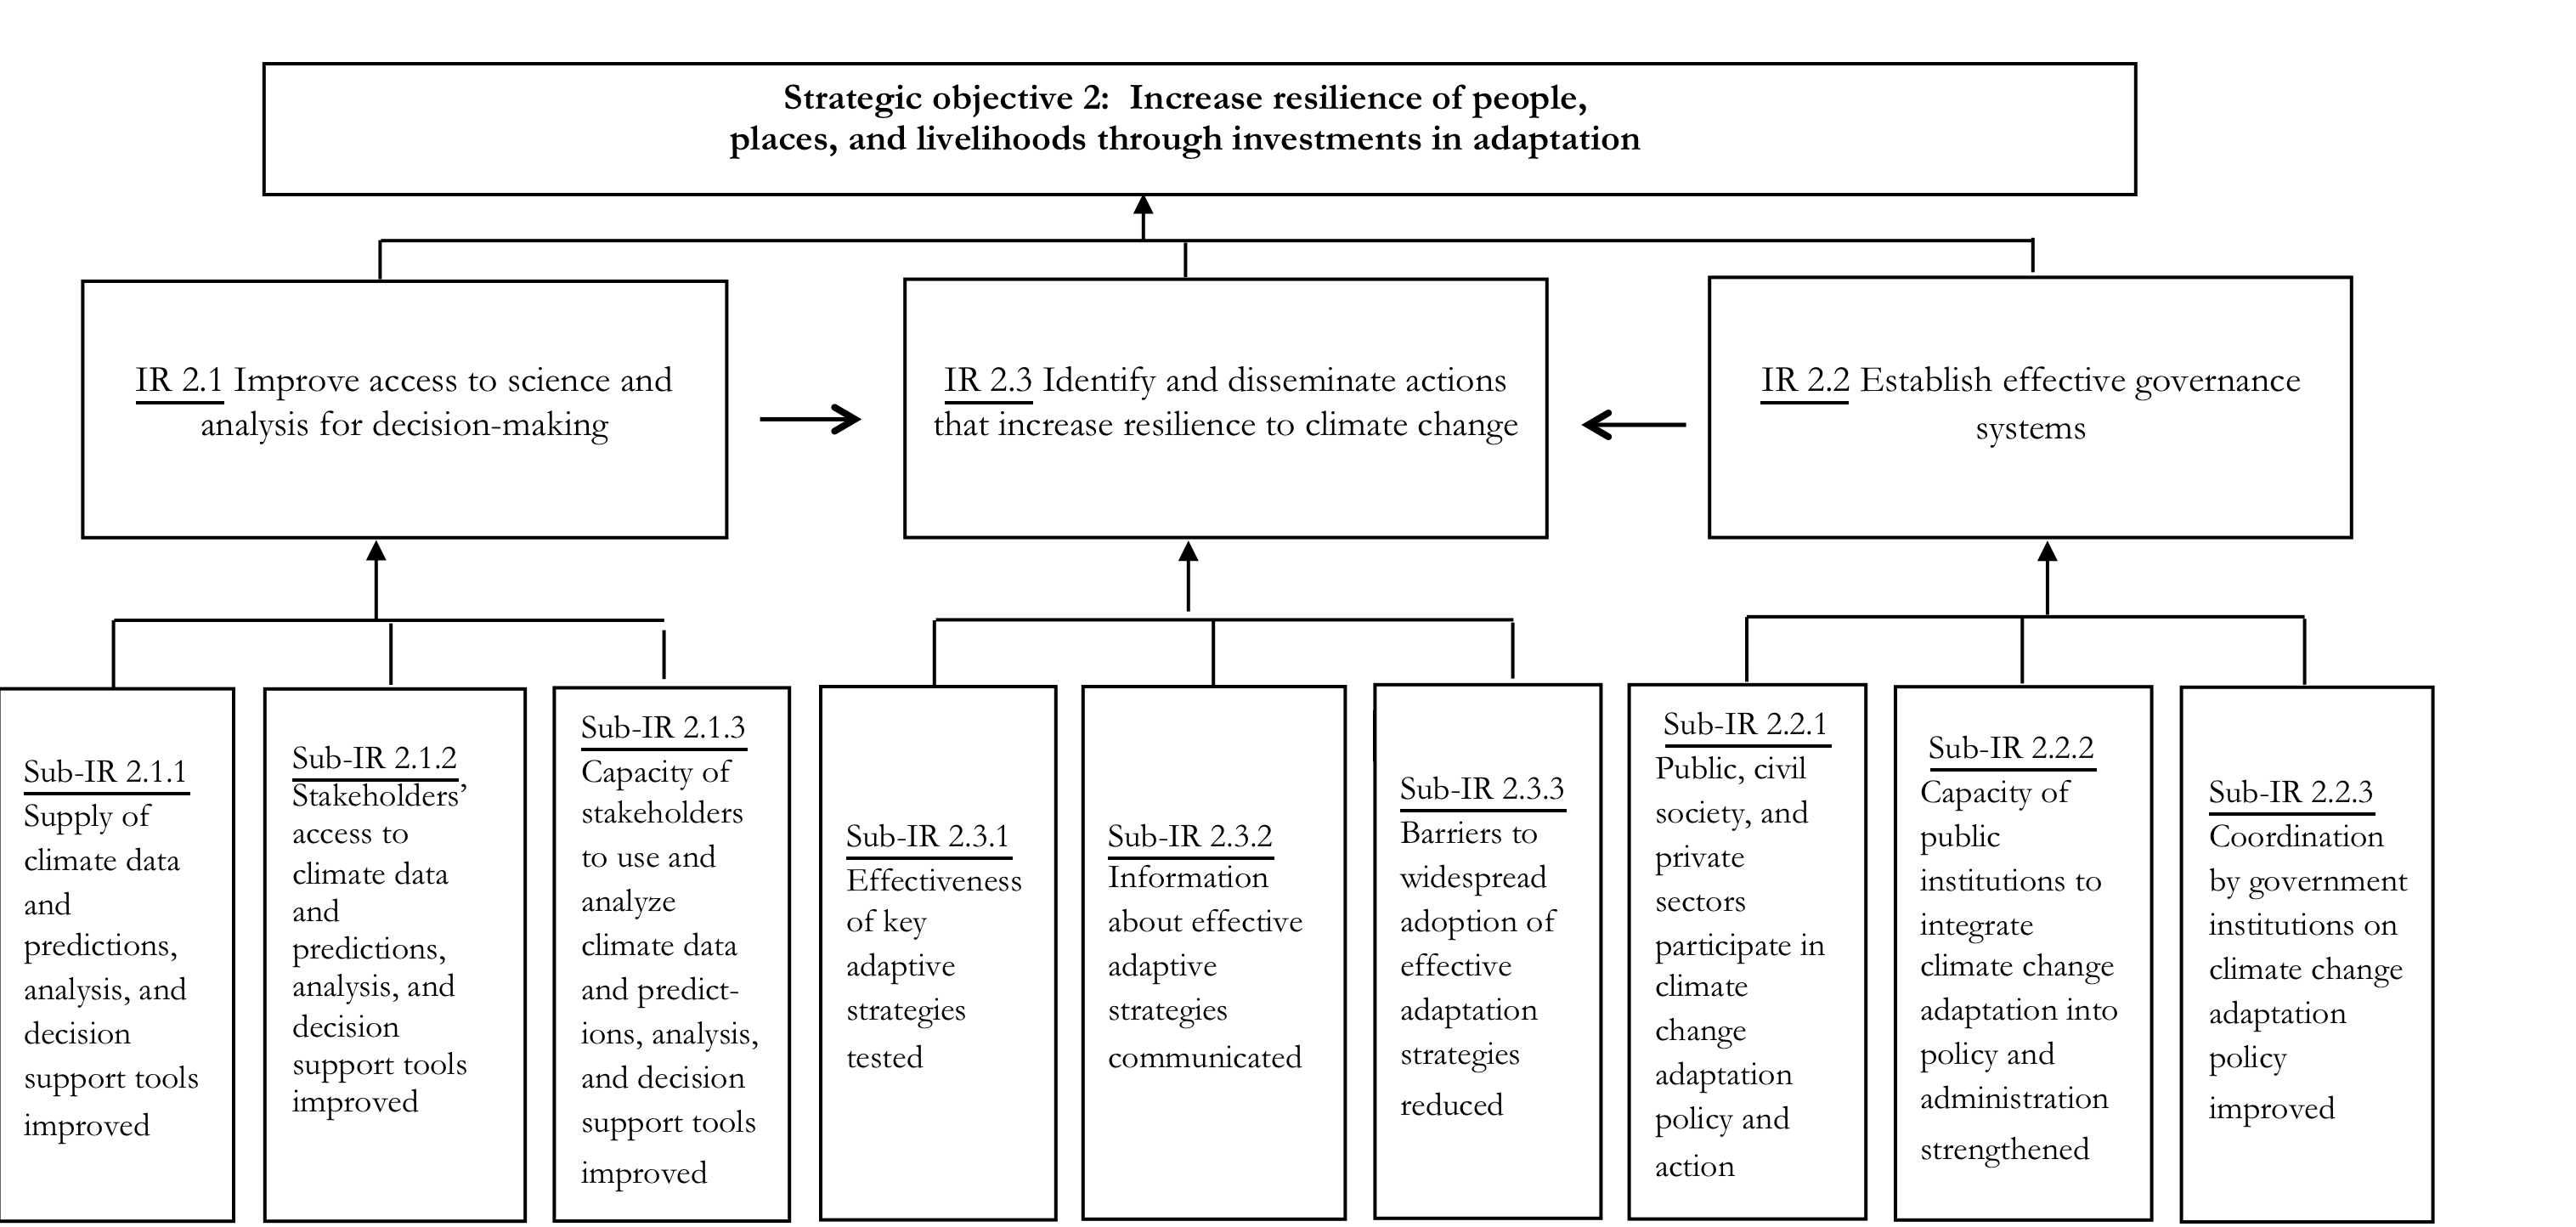 Strategic objective 2:  Increase resilience of people,
places, and livelihoods through investments in adaptation
IR 2.1 Improve access to science and
analysis for decision-making
IR 2.3 Identify and disseminate actions
that increase resilience to climate change
IR 2.2 Establish effective governance
systems
Sub-IR 2.1.1
Supply of
climate data
and
predictions,
analysis, and
decision
support tools
improved
Sub-IR 2.1.2
Stakeholders’
access to
climate data
and
predictions,
analysis, and
decision
support tools
improved
Sub-IR 2.1.3
Capacity of
stakeholders
to use and
analyze
climate data
and predict-
ions, analysis,
and decision
support tools
improved
Sub-IR 2.3.1
Effectiveness
of key
adaptive
strategies
tested
Sub-IR 2.3.2
Information
about effective
adaptive
strategies
communicated
Sub-IR 2.3.3
Barriers to
widespread
adoption of
effective
adaptation
strategies
reduced
Sub-IR 2.2.1
Public, civil
society, and
private
sectors
participate in
climate
change
adaptation
policy and
action
Sub-IR 2.2.2
Capacity of
public
institutions to
integrate
climate change
adaptation into
policy and
administration
strengthened
Sub-IR 2.2.3
Coordination
by government
institutions on
climate change
adaptation
policy
improved